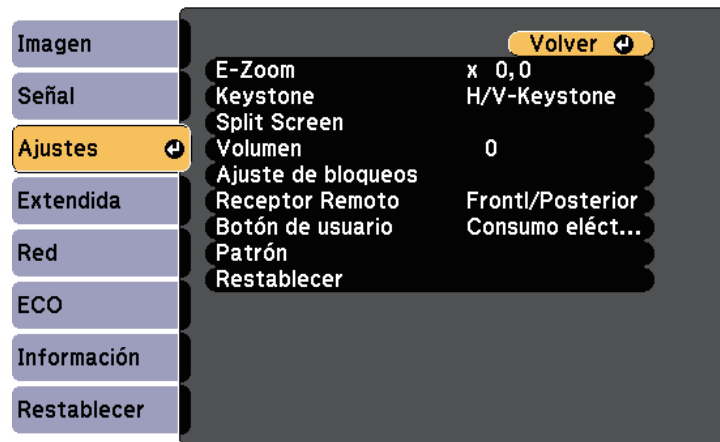 Imagen
Señal
Ajustes
Extendida
Red
ECO
Información
Restablecer
Volver
E-Zoom x 0,0
Keystone H/V-Keystone
Split Screen
Volumen 0
Ajuste de bloqueos
Receptor Remoto Frontl/Posterior
Botón de usuario Consumo eléct...
Patrón
Restablecer